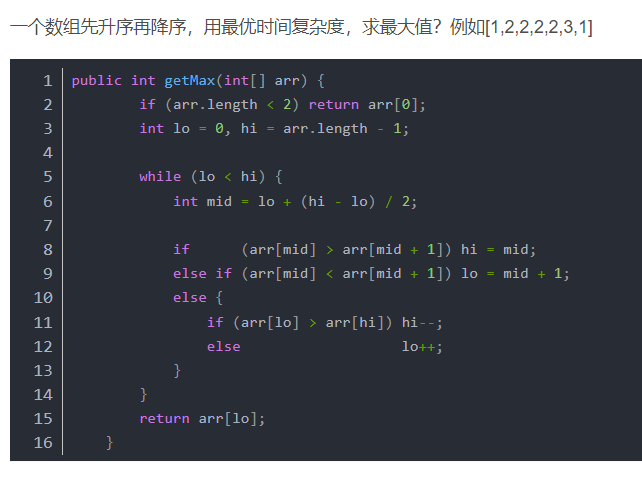 一个数组先升序再降序，用最优时间复杂度，求最大值？例如[1,2,2,2,2,3,1]
1 public int getMax(int[] arr) {
2         if (arr.length < 2) return arr[0];
3         int lo = 0, hi = arr.length - 1;
4
5         while (lo < hi) {
6             int mid = lo + (hi - lo) / 2;
7
8             if      (arr[mid] > arr[mid + 1]) hi = mid;
9             else if (arr[mid] < arr[mid + 1]) lo = mid + 1;
10             else {
11                 if (arr[lo] > arr[hi]) hi--;
12                 else                   lo++;
13             }
14         }
15         return arr[lo];
16     }